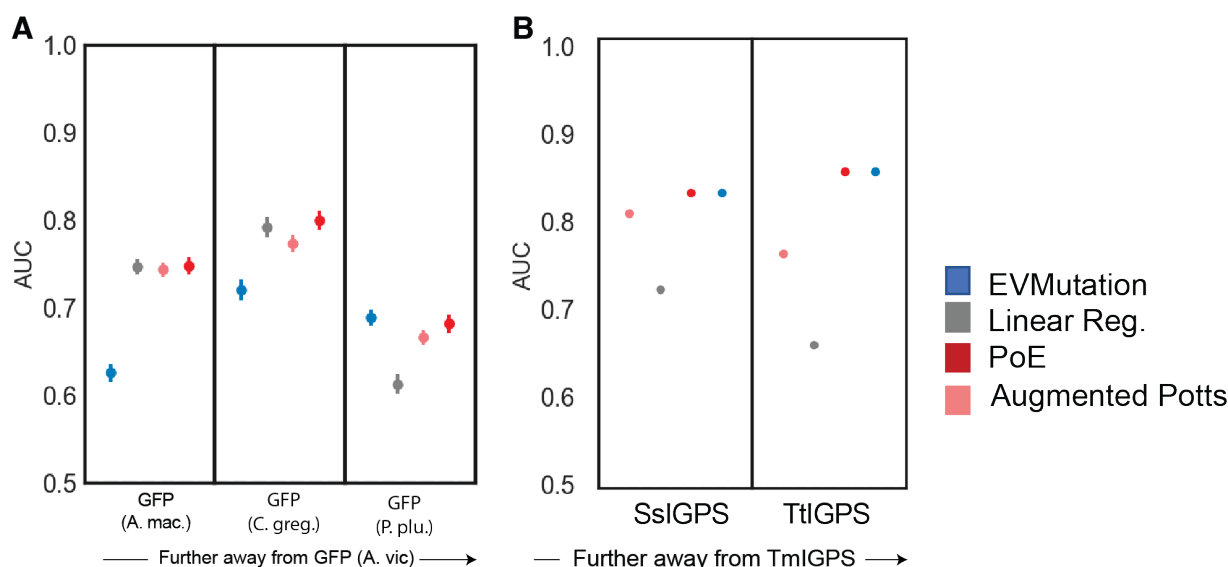 A
1.0
0.9
0.8
0.7
0.6
0.5
AUC
GFP
(A. mac.)
GFP
(C. greg.)
GFP
(P. plu.)
Further away from GFP (A. vic)
B
1.0
0.9
0.8
0.7
0.6
0.5
AUC
SsIGPS
TtIGPS
Further away from TmIGPS
EVMutation
Linear Reg.
PoE
Augmented Potts